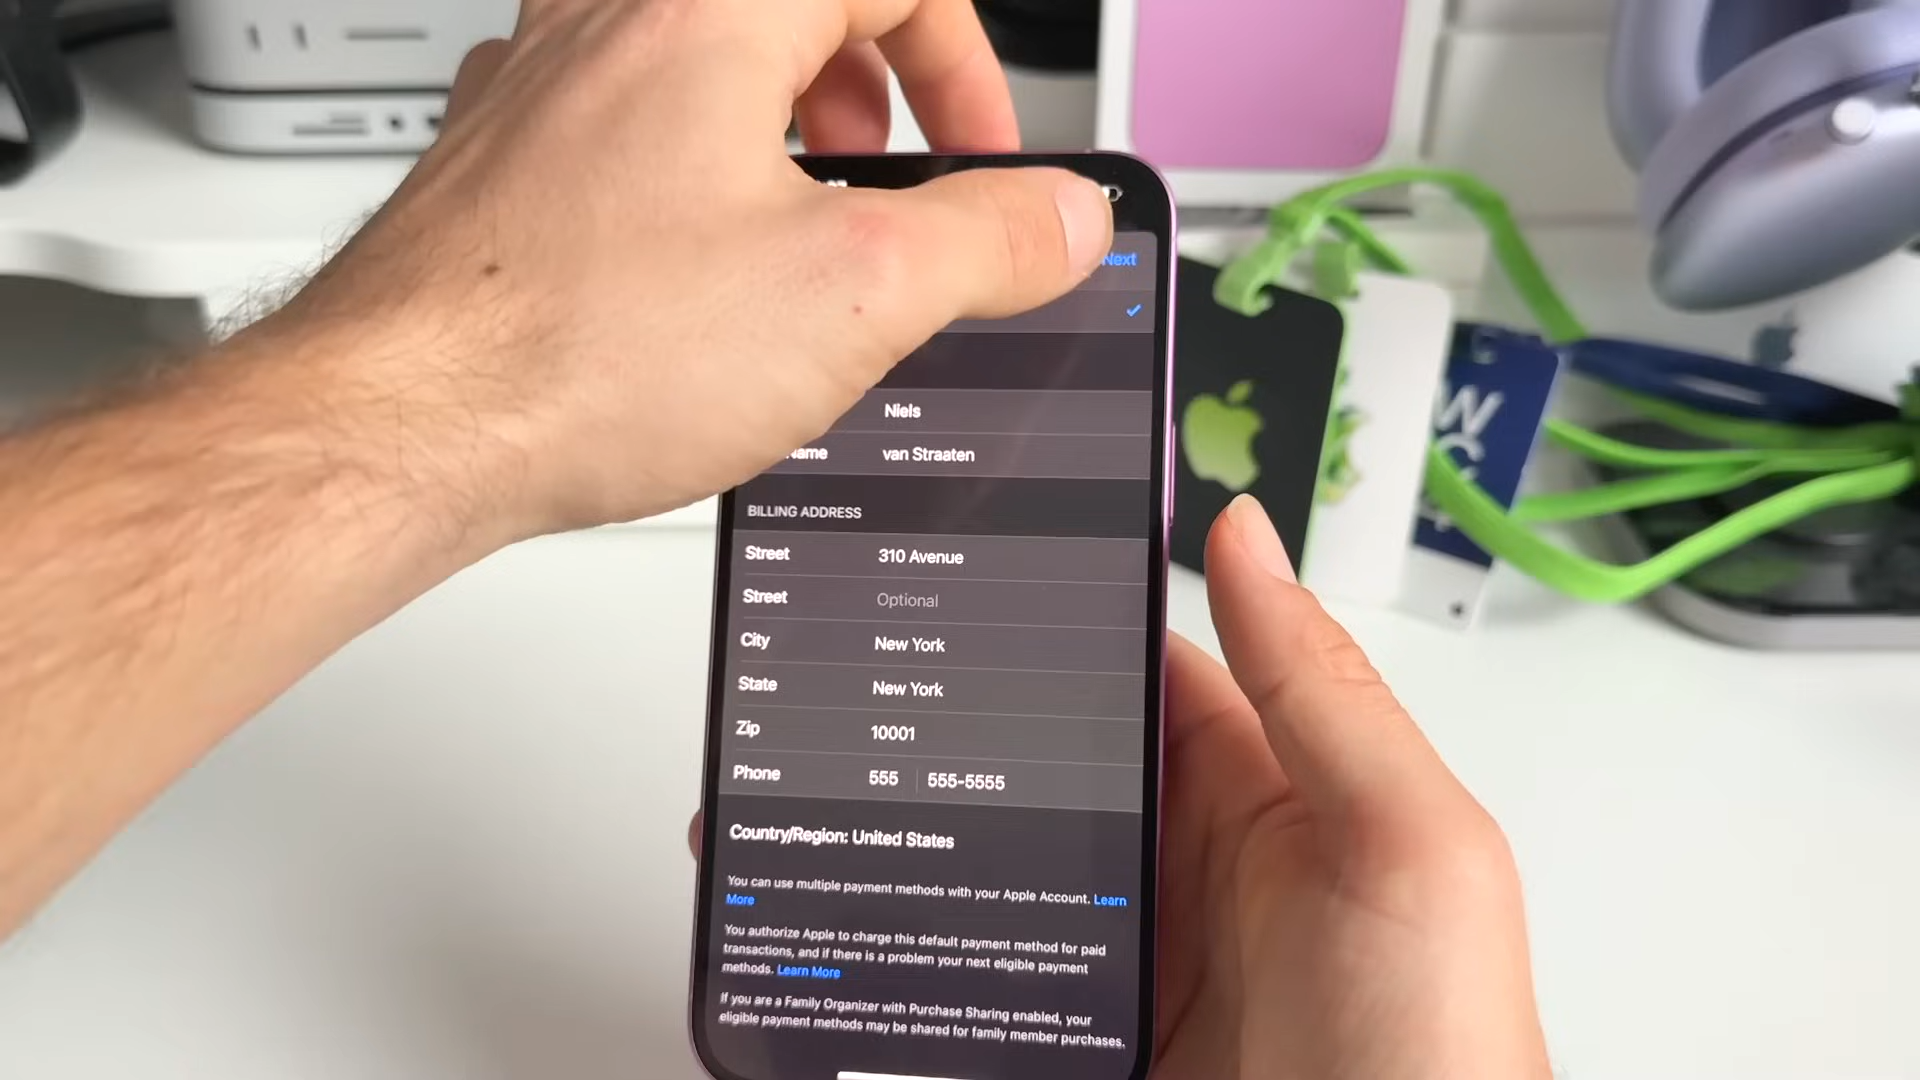 Next
Niels
Name van Straaten
BILLING ADDRESS
Street 310 Avenue
Street Optional
City New York
State New York
Zip 10001
Phone 555 555-5555
Country/Region: United States
You can use multiple payment methods with your Apple Account. Learn
More
You authorize Apple to charge this default payment method for paid
transactions, and if there is a problem your next eligible payment
methods. Learn More
If you are a Family Organizer with Purchase Sharing enabled, your
eligible payment methods may be shared for family member purchases.